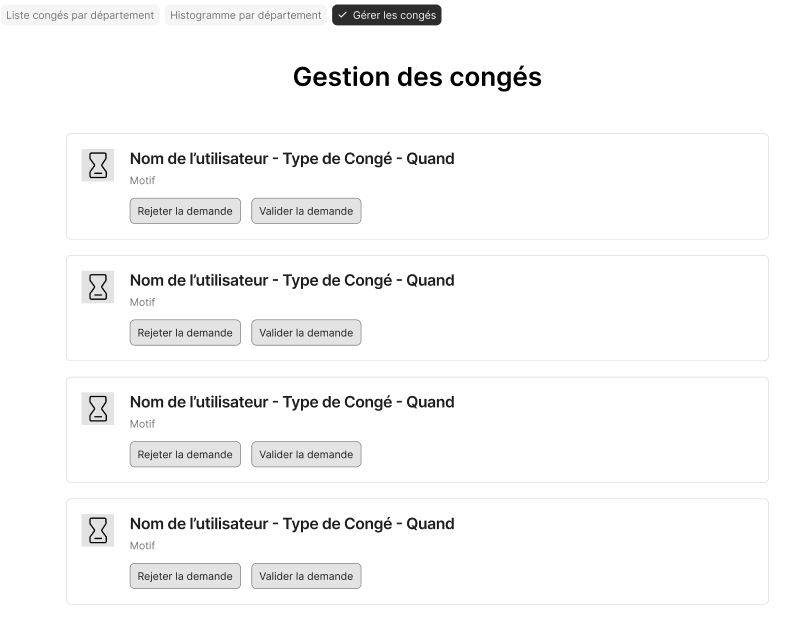 Liste congés par département Histogramme par département Gérer les congés
Gestion des congés
Nom de l’utilisateur - Type de Congé - Quand
Motif
Rejeter la demande Valider la demande
Nom de l’utilisateur - Type de Congé - Quand
Motif
Rejeter la demande Valider la demande
Nom de l’utilisateur - Type de Congé - Quand
Motif
Rejeter la demande Valider la demande
Nom de l’utilisateur - Type de Congé - Quand
Motif
Rejeter la demande Valider la demande